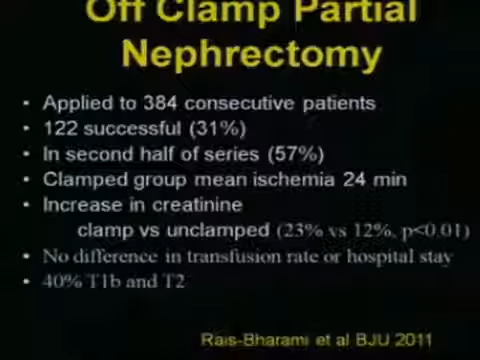 Off Clamp Partial
Nephrectomy
• Applied to 384 consecutive patients
• 122 successful (31%)
• In second half of series (57%)
• Clamped group mean ischemia 24 min
• Increase in creatinine
clamp vs unclamped (23% vs 12%, p<0.01)
• No difference in transfusion rate or hospital stay
• 40% T1b and T2
Rais-Bharami et al BJU 2011